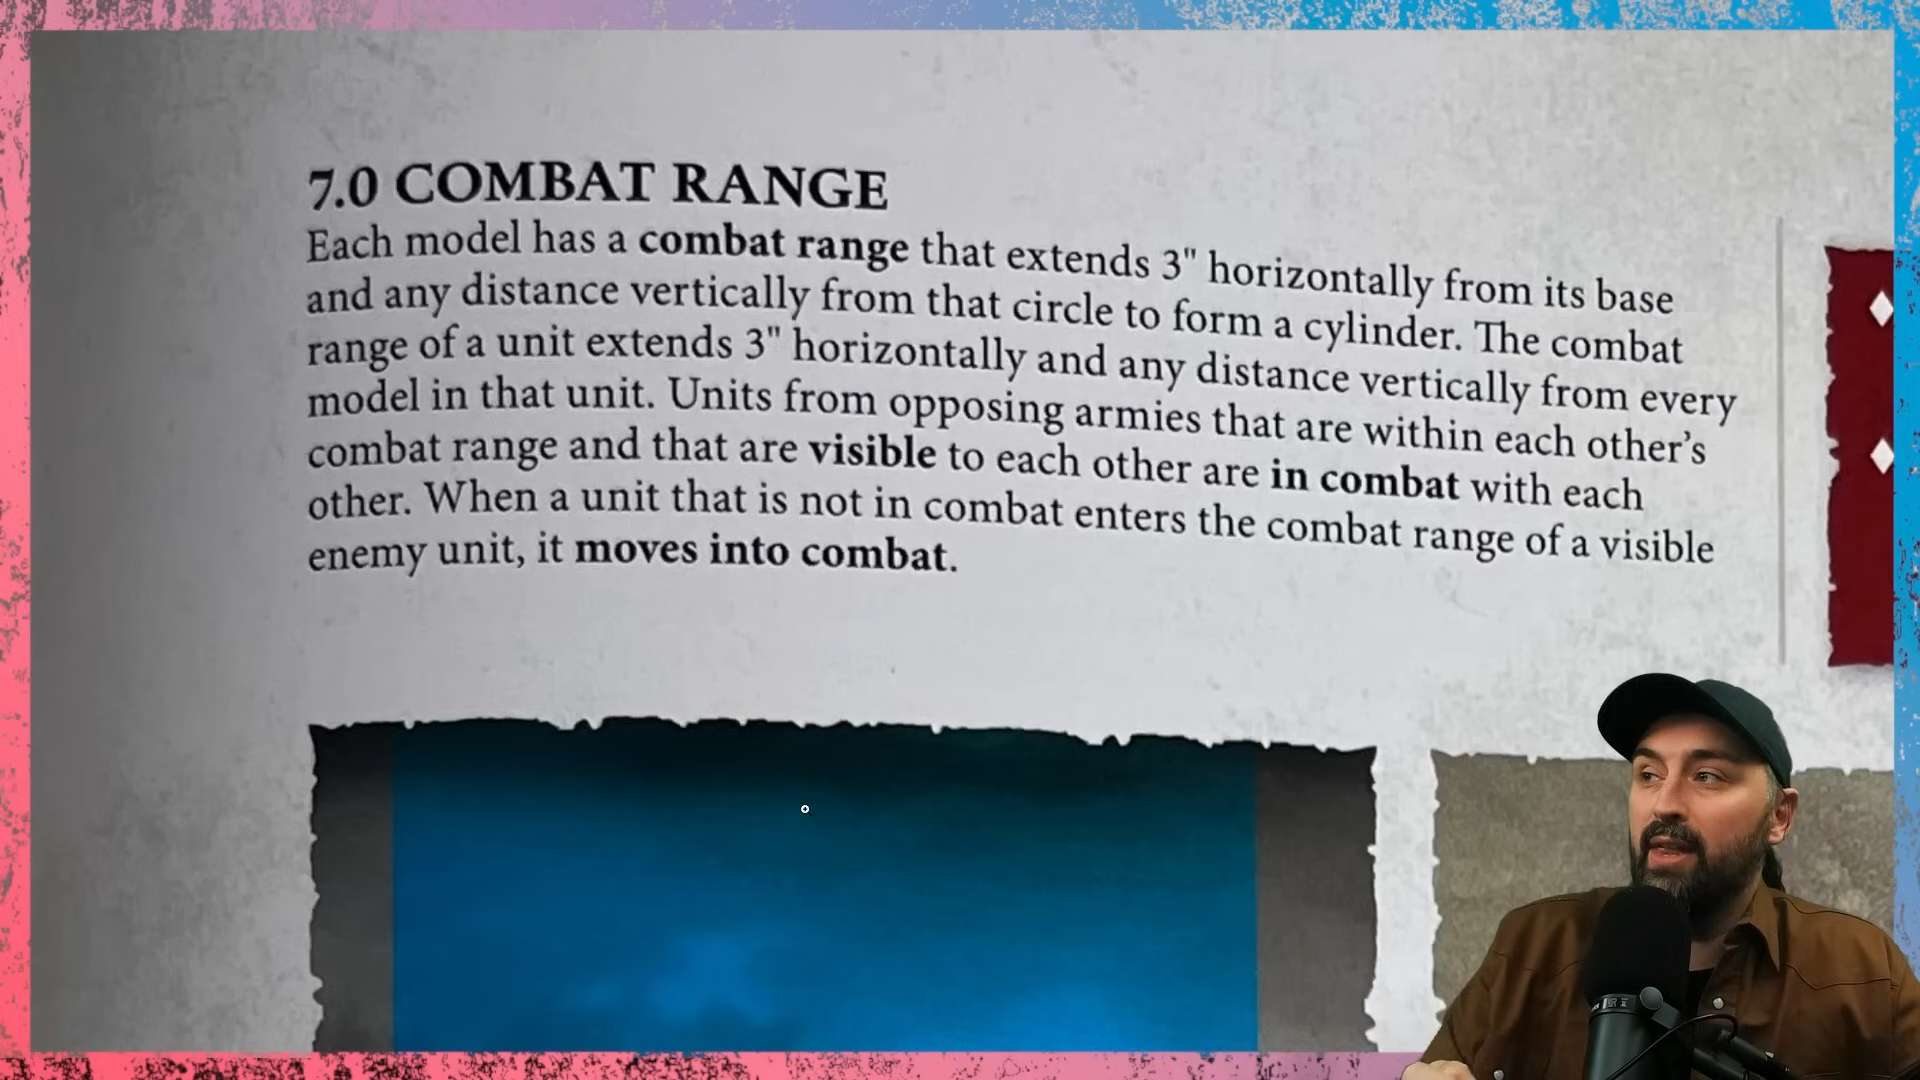 7.0 COMBAT RANGE
Each model has a combat range that extends 3" horizontally from its base
and any distance vertically from that circle to form a cylinder. The combat
range of a unit extends 3" horizontally and any distance vertically from every
model in that unit. Units from opposing armies that are within each other's
combat range and that are visible to each other are in combat with each
other. When a unit that is not in combat enters the combat range of a visible
enemy unit, it moves into combat.